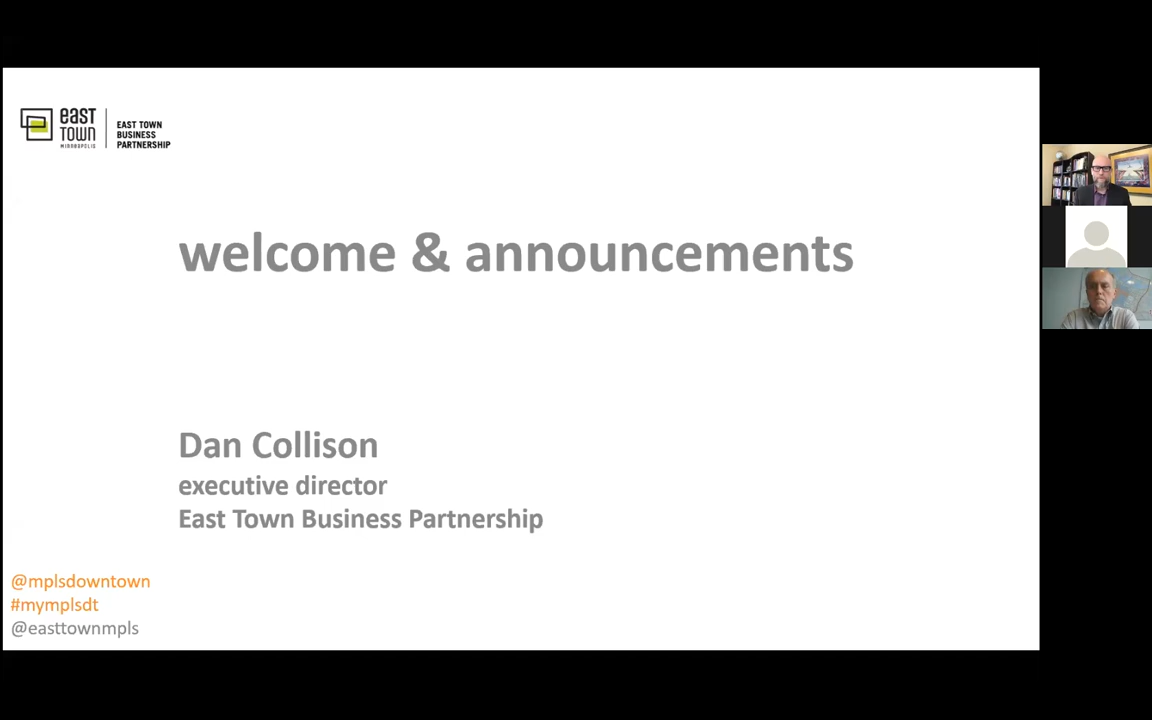 east
town
MINNEAPOLIS
EAST TOWN
BUSINESS
PARTNERSHIP
welcome & announcements
Dan Collison
executive director
East Town Business Partnership
@mplsdowntown
#mymplsdt
@easttownmpls